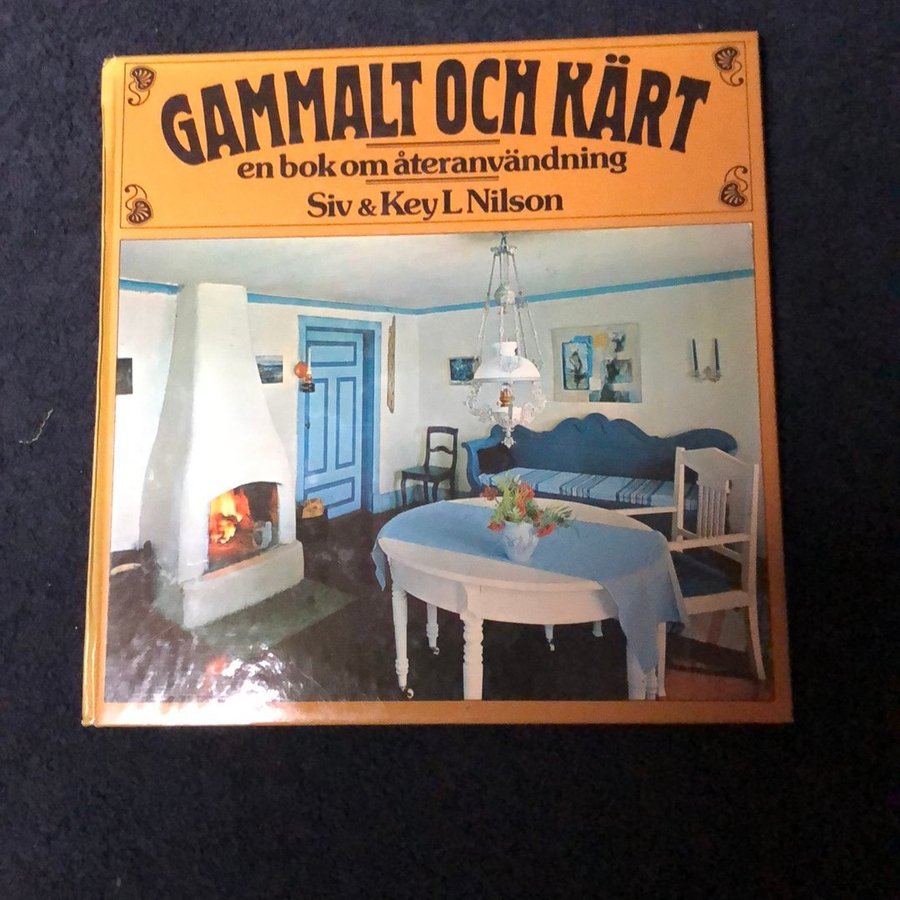 GAMMALT OCH KÄRT
en bok om återanvändning
Siv & Key L Nilson